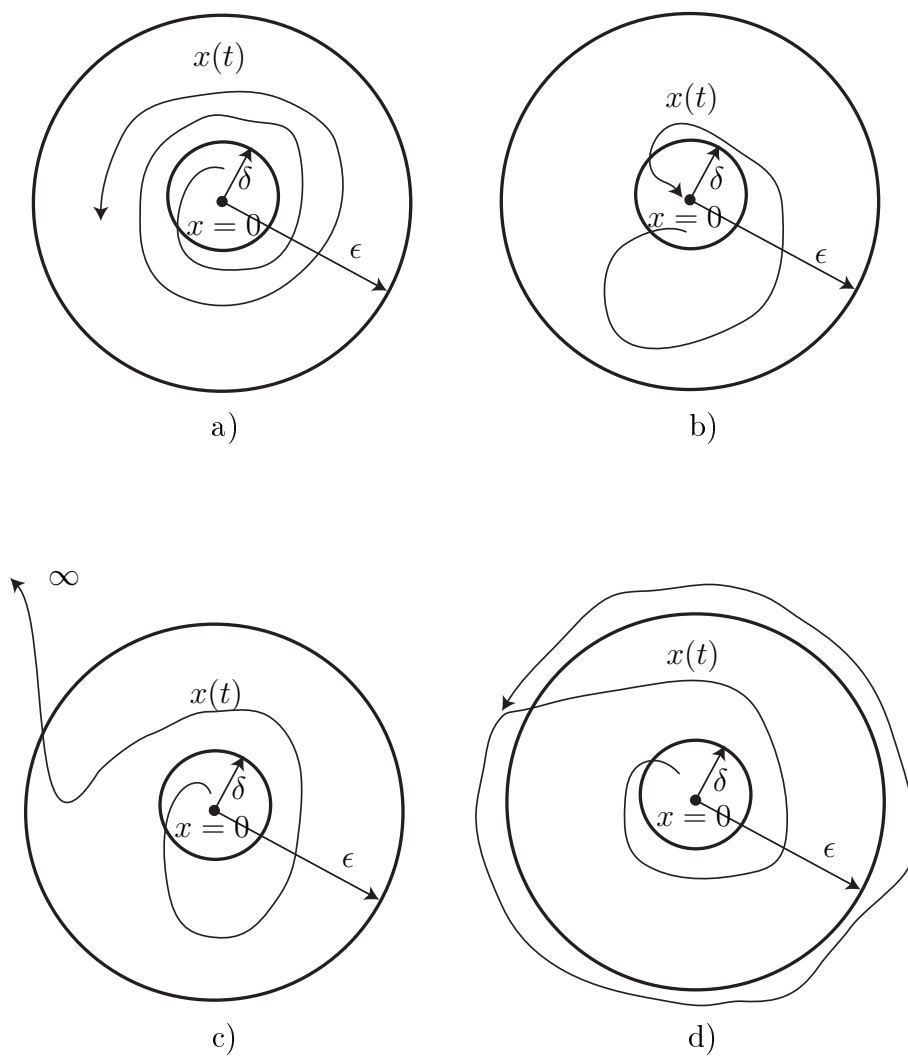 x(t)
δ
x = 0
ϵ
a)
x(t)
δ
x = 0
ϵ
b)
∞
x(t)
δ
x = 0
ϵ
c)
x(t)
δ
x = 0
ϵ
d)